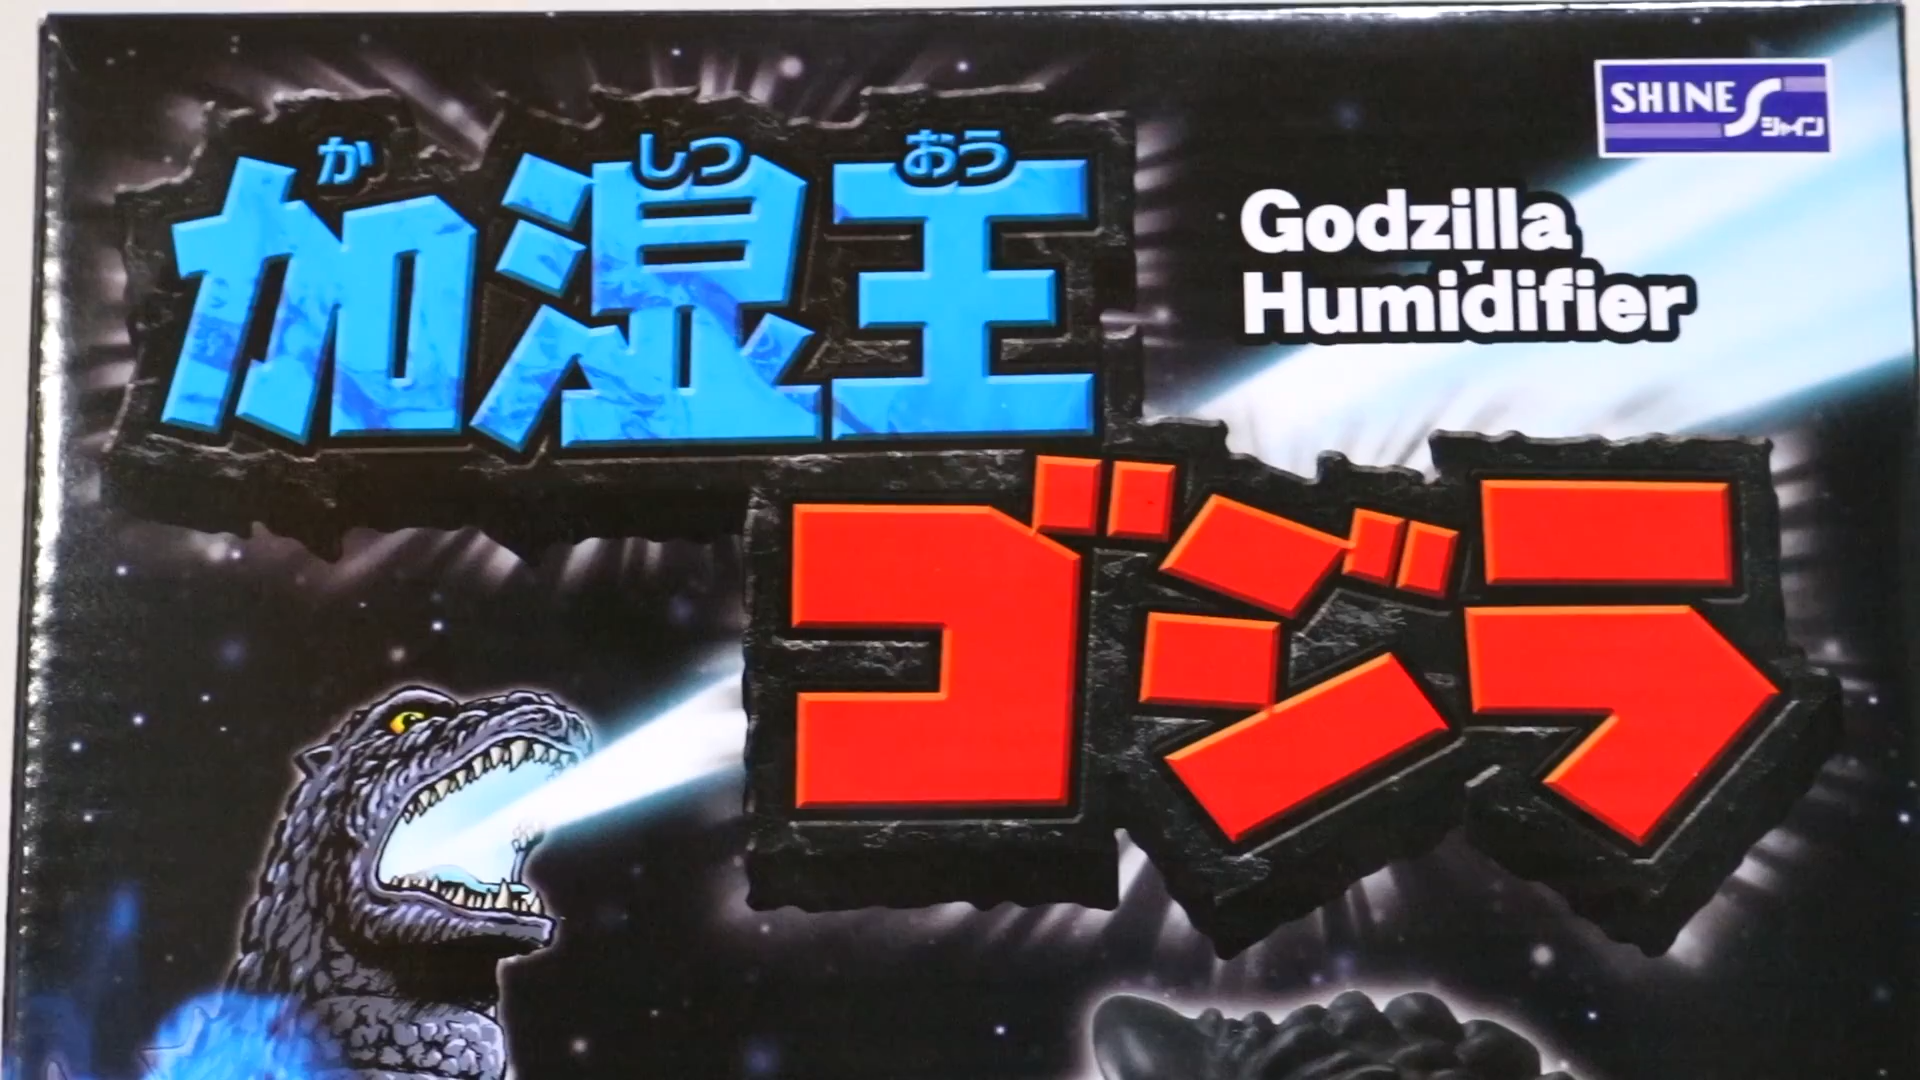 SHINE
シャイン
か しつ おう
加湿王
Godzilla
Humidifier
ゴジラ